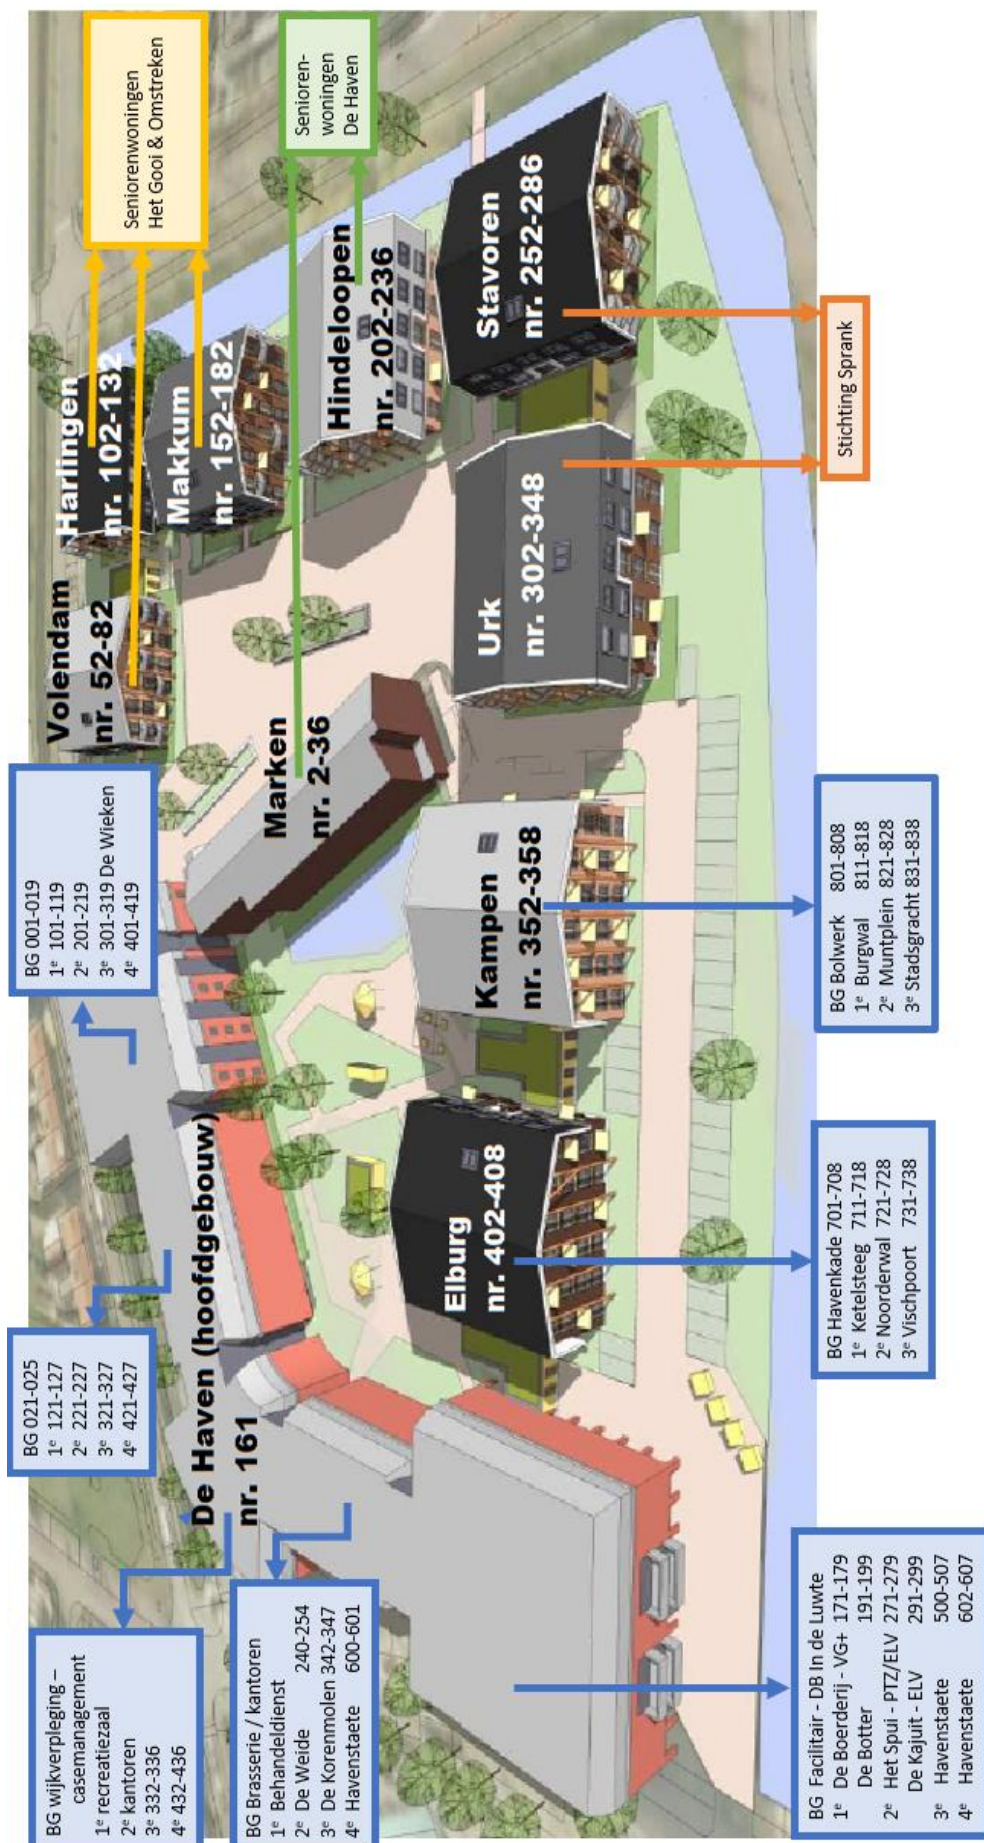 BG wijkverpleging –
casemanagement
1e recreatiezaal
2e kantoren
3e 332-336
4e 432-436
BG 021-025
1e 121-127
2e 221-227
3e 321-327
4e 421-427
BG 001-019
1e 101-119
2e 201-219
3e 301-319 De Wieken
4e 401-419
Seniorenwoningen
Het Gooi & Omstreken
Senioren-
woningen
De Haven
BG Brasserie / kantoren
1e Behandeldienst
2e De Weide 240-254
3e De Korenmolen 342-347
4e Havenstaete 600-601
De Haven (hoofdgebouw)
nr. 161
Volendam
nr. 52-82
Harlingen
nr. 102-132
Makkum
nr. 152-182
Marken
nr. 2-36
Hindeloopen
nr. 202-236
Elburg
nr. 402-408
Kampen
nr. 352-358
Urk
nr. 302-348
Stavoren
nr. 252-286
BG Facilitair - DB In de Luwte
1e De Boerderij - VG+ 171-179
De Botter 191-199
2e Het Spui - PTZ/ELV 271-279
De Kajuit - ELV 291-299
3e Havenstaete 500-507
4e Havenstaete 602-607
BG Havenkade 701-708
1e Ketelsteeg 711-718
2e Noorderwal 721-728
3e Vischpoort 731-738
BG Bolwerk 801-808
1e Burgwal 811-818
2e Muntplein 821-828
3e Stadsgracht 831-838
Stichting Sprank